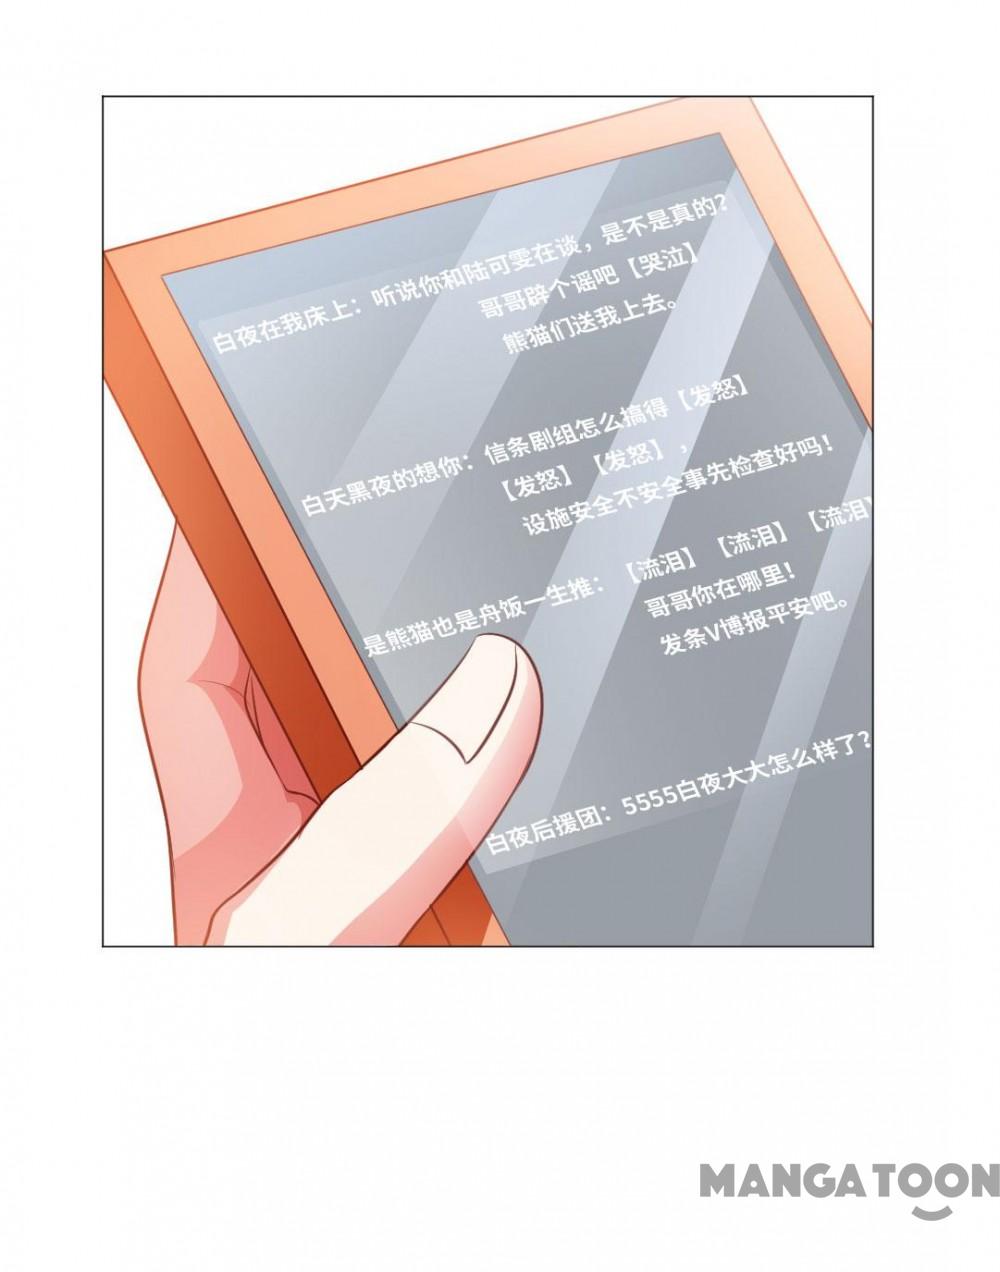 白夜在我床上：听说你和陆可雯在谈，是不是真的？
哥哥辟个谣吧【哭泣】
熊猫们送我上去。
白天黑夜的想你：信条剧组怎么搞得【发怒】
【发怒】【发怒】，
设施安全不安全事先检查好吗！
是熊猫也是舟饭一生推：【流泪】【流泪】【流泪】
哥哥你在哪里！
发条V博报平安吧。
白夜后援团：5555白夜大大怎么样了？
MANGATOON